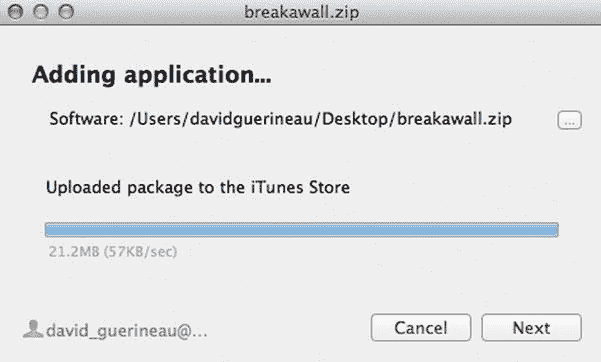 breakawall.zip
Adding application...
Software: /Users/davidguerineau/Desktop/breakawall.zip ...
Uploaded package to the iTunes Store
21.2MB (57KB/sec)
david_guerineau@... Cancel Next